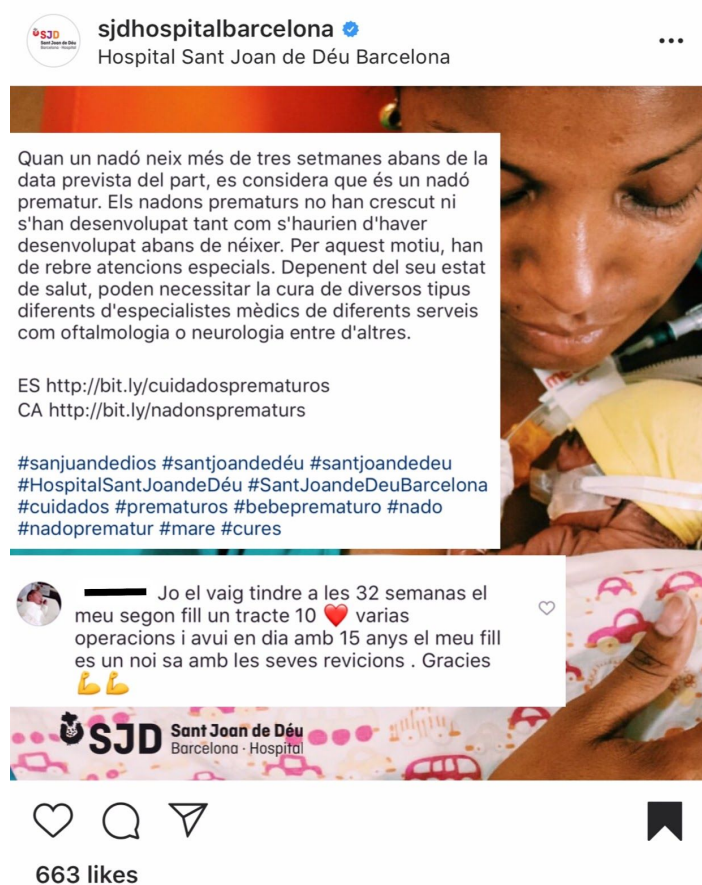 sjdhospitalbarcelona
Hospital Sant Joan de Déu Barcelona
SJD
Sant Joan de Déu
Barcelona · Hospital
Quan un nadó neix més de tres setmanes abans de la
data prevista del part, es considera que és un nadó
prematur. Els nadons prematurs no han crescut ni
s'han desenvolupat tant com s'haurien d'haver
desenvolupat abans de néixer. Per aquest motiu, han
de rebre atencions especials. Depenent del seu estat
de salut, poden necessitar la cura de diversos tipus
diferents d'especialistes mèdics de diferents serveis
com oftalmologia o neurologia entre d'altres.
ES http://bit.ly/cuidadosprematuros
CA http://bit.ly/nadonsprematurs
#sanjuandedios #santjoandedéu #santjoandedeu
#HospitalSantJoandeDéu #SantJoandeDeuBarcelona
#cuidados #prematuros #bebeprematuro #nado
#nadoprematur #mare #cures
Jo el vaig tindre a les 32 semanas el
meu segon fill un tracte 10 ❤️ varias
operacions i avui en dia amb 15 anys el meu fill
es un noi sa amb les seves revicions . Gracies
💪💪
SJD
Sant Joan de Déu
Barcelona · Hospital
663 likes